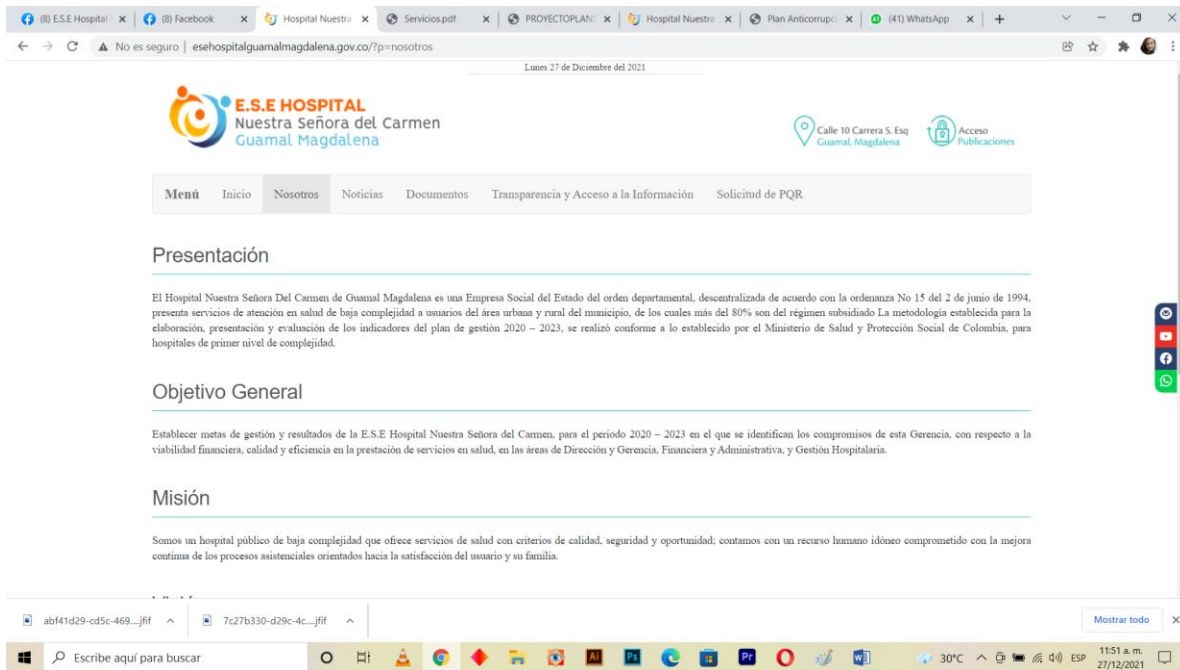 (8) E.S.E Hospital
(8) Facebook
Hospital Nuestra
Servicios.pdf
PROYECTOPLAN
Hospital Nuestra
Plan Anticorrupc
(41) WhatsApp
No es seguro | esehospitalguamalmagdalena.gov.co/?p=nosotros
Lunes 27 de Diciembre del 2021
E.S.E HOSPITAL
Nuestra Señora del Carmen
Guamal Magdalena
Calle 10 Carrera 5. Esq
Guamal, Magdalena
Acceso
Publicaciones
Menú Inicio Nosotros Noticias Documentos Transparencia y Acceso a la Información Solicitud de PQR
Presentación
El Hospital Nuestra Señora Del Carmen de Guamal Magdalena es una Empresa Social del Estado del orden departamental, descentralizada de acuerdo con la ordenanza No 15 del 2 de junio de 1994,
presenta servicios de atención en salud de baja complejidad a usuarios del área urbana y rural del municipio, de los cuales más del 80% son del régimen subsidiado La metodología establecida para la
elaboración, presentación y evaluación de los indicadores del plan de gestión 2020 – 2023, se realizó conforme a lo establecido por el Ministerio de Salud y Protección Social de Colombia, para
hospitales de primer nivel de complejidad.
Objetivo General
Establecer metas de gestión y resultados de la E.S.E Hospital Nuestra Señora del Carmen, para el periodo 2020 – 2023 en el que se identifican los compromisos de esta Gerencia, con respecto a la
viabilidad financiera, calidad y eficiencia en la prestación de servicios en salud, en las áreas de Dirección y Gerencia, Financiera y Administrativa, y Gestión Hospitalaria.
Misión
Somos un hospital público de baja complejidad que ofrece servicios de salud con criterios de calidad, seguridad y oportunidad; contamos con un recurso humano idóneo comprometido con la mejora
continua de los procesos asistenciales orientados hacia la satisfacción del usuario y su familia.
abf41d29-cd5c-469....jfif
7c27b330-d29c-4c....jfif
Mostrar todo
Escribe aquí para buscar
Ai
Ps
Pr
30°C
ESP
11:51 a. m.
27/12/2021